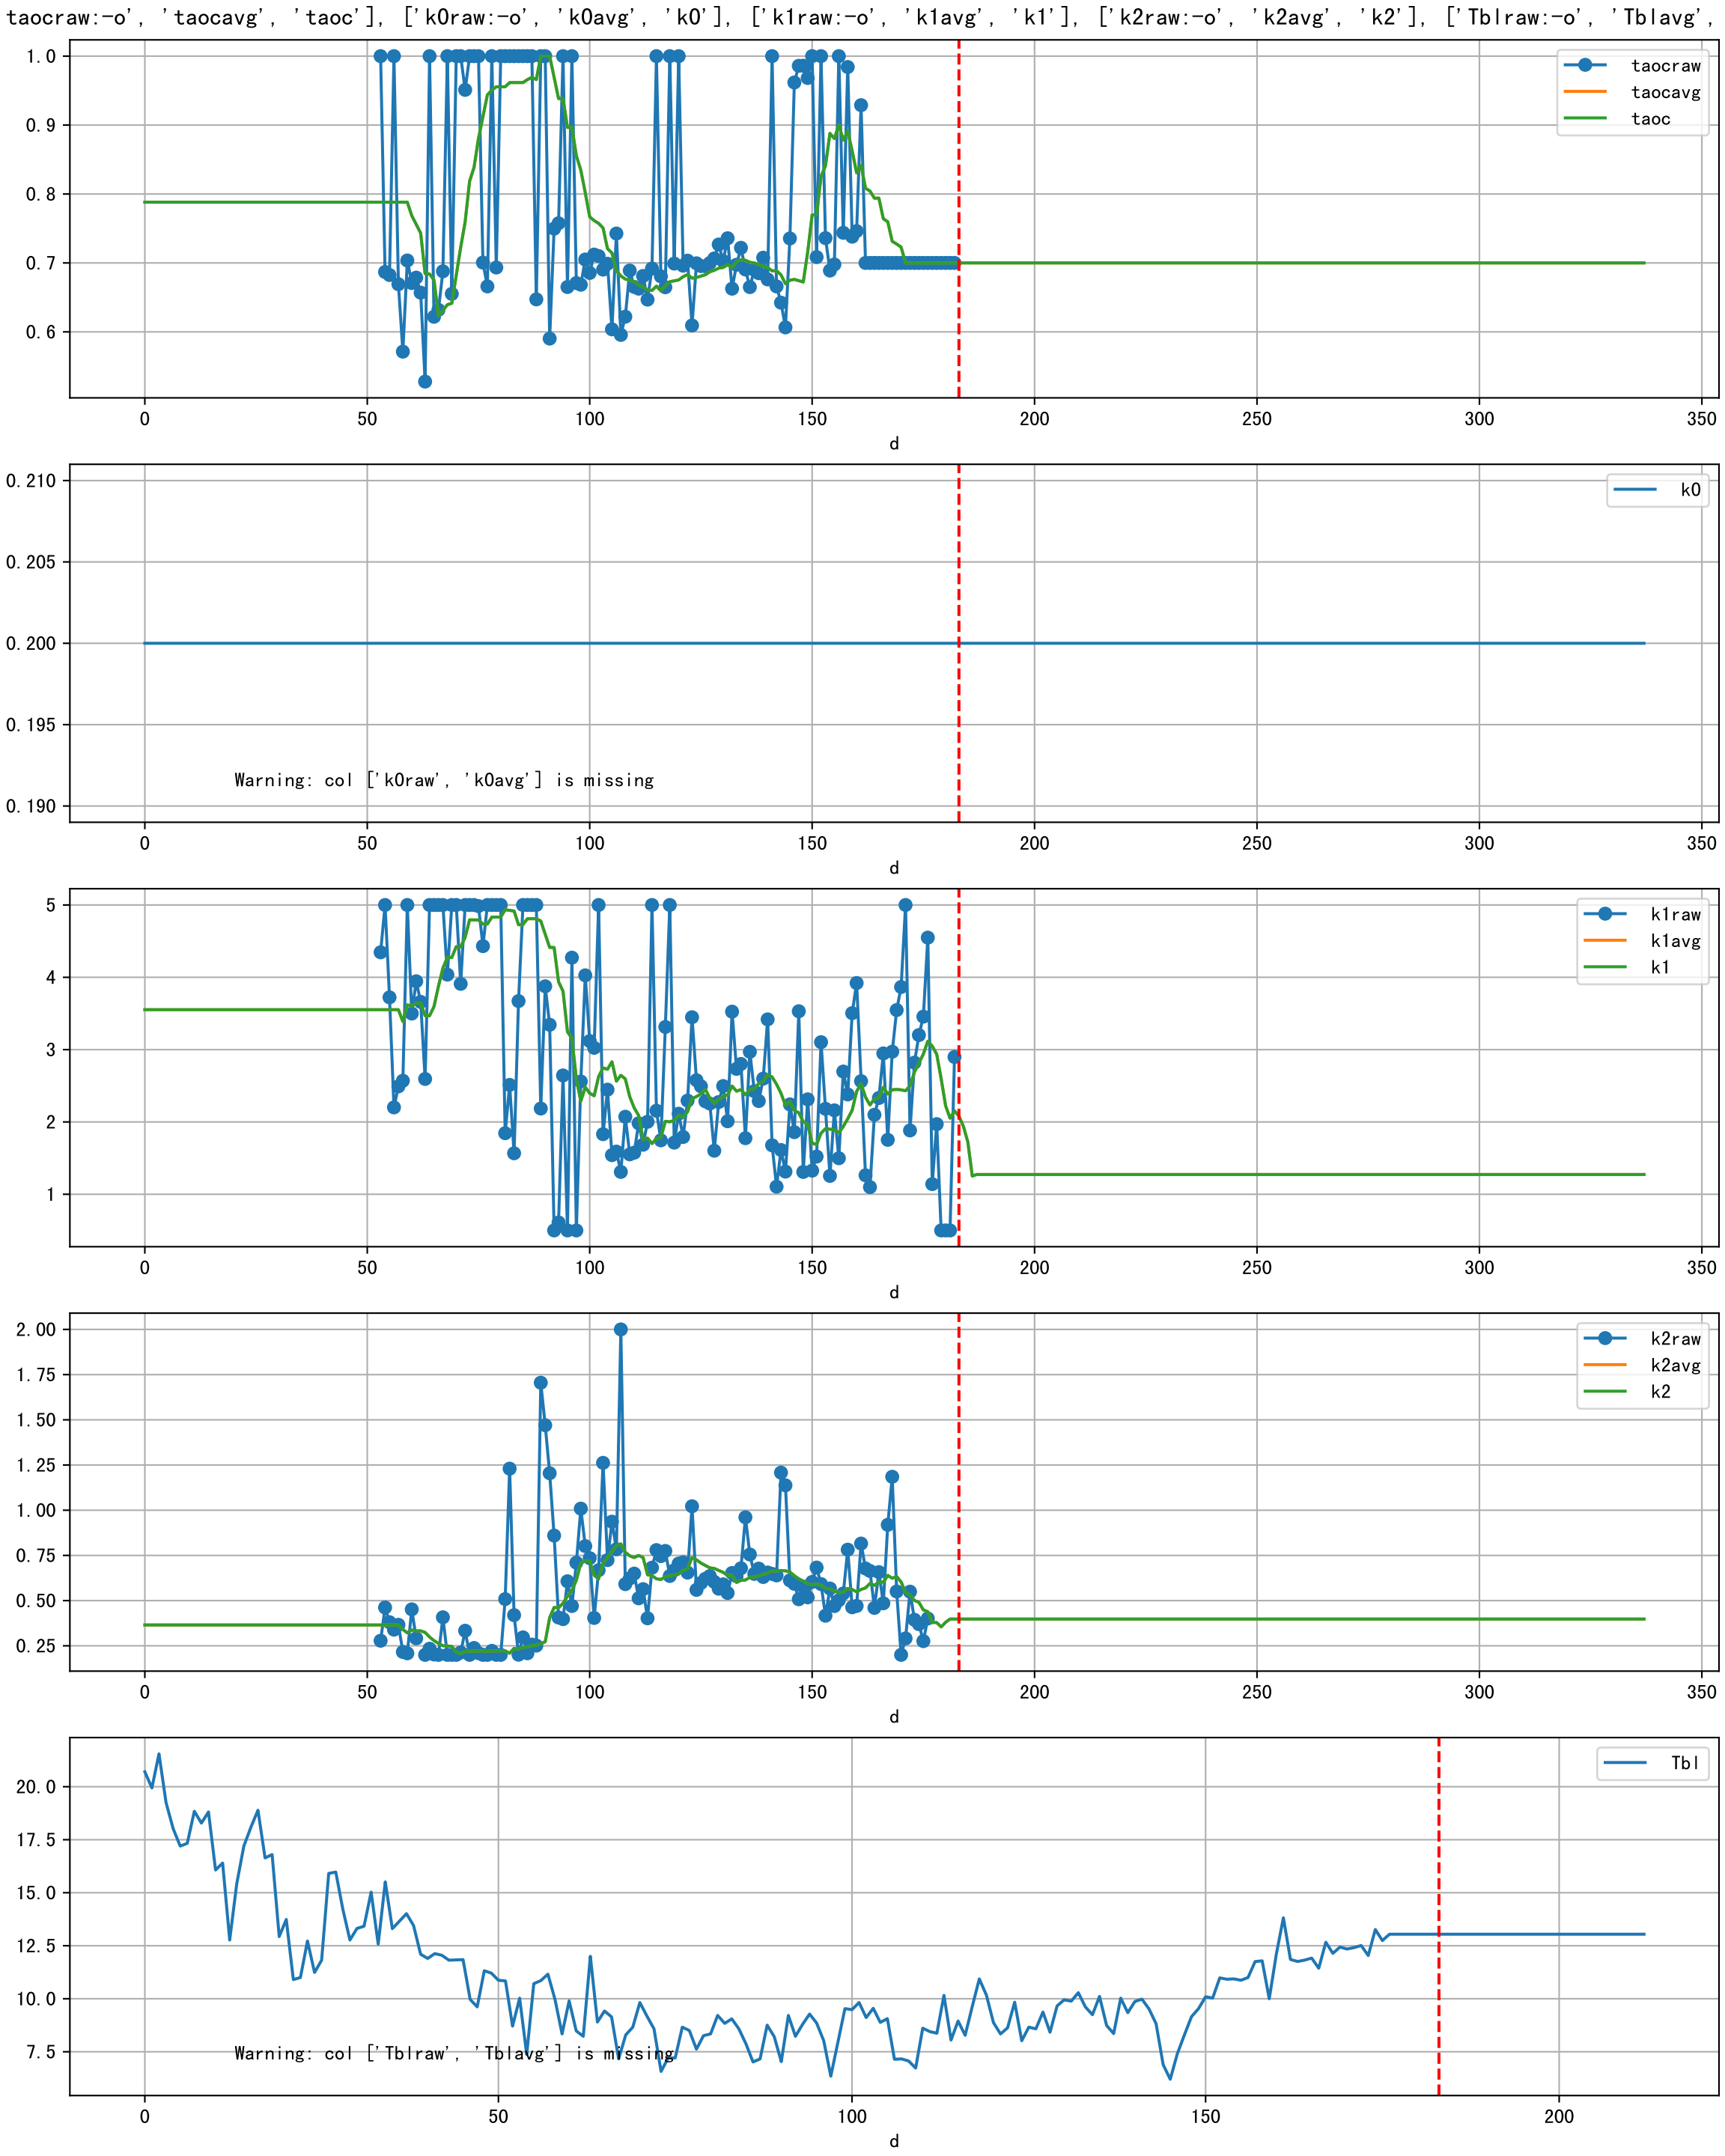 taocraw:-o', 'taocavg', 'taoc'], ['k0raw:-o', 'k0avg', 'k0'], ['k1raw:-o', 'k1avg', 'k1'], ['k2raw:-o', 'k2avg', 'k2'], ['Tblraw:-o', 'Tblavg',
1.0
0.9
0.8
0.7
0.6
taocraw
taocavg
taoc
0 50 100 150 200 250 300 350
d
0.210
0.205
0.200
0.195
0.190
k0
Warning: col ['k0raw', 'k0avg'] is missing
0 50 100 150 200 250 300 350
d
5
4
3
2
1
k1raw
k1avg
k1
0 50 100 150 200 250 300 350
d
2.00
1.75
1.50
1.25
1.00
0.75
0.50
0.25
k2raw
k2avg
k2
0 50 100 150 200 250 300 350
d
20.0
17.5
15.0
12.5
10.0
7.5
Tbl
Warning: col ['Tblraw', 'Tblavg'] is missing
0 50 100 150 200
d